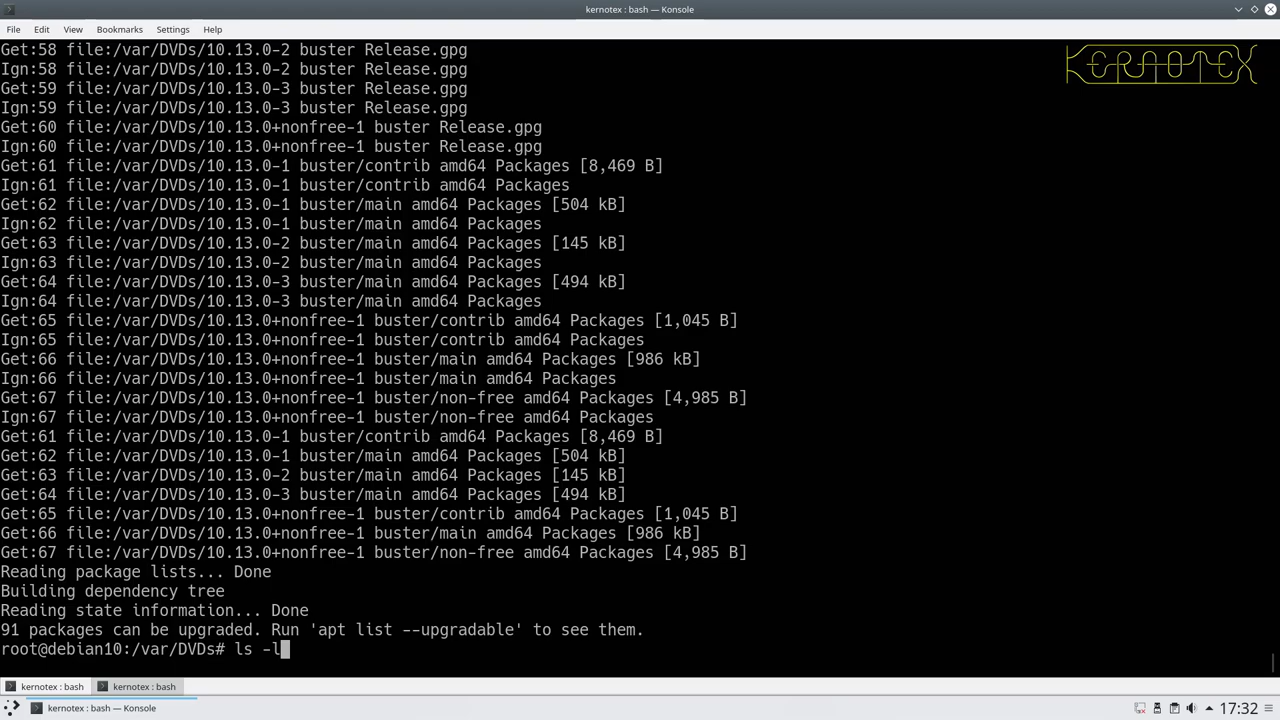 kernotex : bash — Konsole
File Edit View Bookmarks Settings Help
KERNOTEX
Get:58 file:/var/DVDs/10.13.0-2 buster Release.gpg
Ign:58 file:/var/DVDs/10.13.0-2 buster Release.gpg
Get:59 file:/var/DVDs/10.13.0-3 buster Release.gpg
Ign:59 file:/var/DVDs/10.13.0-3 buster Release.gpg
Get:60 file:/var/DVDs/10.13.0+nonfree-1 buster Release.gpg
Ign:60 file:/var/DVDs/10.13.0+nonfree-1 buster Release.gpg
Get:61 file:/var/DVDs/10.13.0-1 buster/contrib amd64 Packages [8,469 B]
Ign:61 file:/var/DVDs/10.13.0-1 buster/contrib amd64 Packages
Get:62 file:/var/DVDs/10.13.0-1 buster/main amd64 Packages [504 kB]
Ign:62 file:/var/DVDs/10.13.0-1 buster/main amd64 Packages
Get:63 file:/var/DVDs/10.13.0-2 buster/main amd64 Packages [145 kB]
Ign:63 file:/var/DVDs/10.13.0-2 buster/main amd64 Packages
Get:64 file:/var/DVDs/10.13.0-3 buster/main amd64 Packages [494 kB]
Ign:64 file:/var/DVDs/10.13.0-3 buster/main amd64 Packages
Get:65 file:/var/DVDs/10.13.0+nonfree-1 buster/contrib amd64 Packages [1,045 B]
Ign:65 file:/var/DVDs/10.13.0+nonfree-1 buster/contrib amd64 Packages
Get:66 file:/var/DVDs/10.13.0+nonfree-1 buster/main amd64 Packages [986 kB]
Ign:66 file:/var/DVDs/10.13.0+nonfree-1 buster/main amd64 Packages
Get:67 file:/var/DVDs/10.13.0+nonfree-1 buster/non-free amd64 Packages [4,985 B]
Ign:67 file:/var/DVDs/10.13.0+nonfree-1 buster/non-free amd64 Packages
Get:61 file:/var/DVDs/10.13.0-1 buster/contrib amd64 Packages [8,469 B]
Get:62 file:/var/DVDs/10.13.0-1 buster/main amd64 Packages [504 kB]
Get:63 file:/var/DVDs/10.13.0-2 buster/main amd64 Packages [145 kB]
Get:64 file:/var/DVDs/10.13.0-3 buster/main amd64 Packages [494 kB]
Get:65 file:/var/DVDs/10.13.0+nonfree-1 buster/contrib amd64 Packages [1,045 B]
Get:66 file:/var/DVDs/10.13.0+nonfree-1 buster/main amd64 Packages [986 kB]
Get:67 file:/var/DVDs/10.13.0+nonfree-1 buster/non-free amd64 Packages [4,985 B]
Reading package lists... Done
Building dependency tree
Reading state information... Done
91 packages can be upgraded. Run 'apt list --upgradable' to see them.
root@debian10:/var/DVDs# ls -l
kernotex : bash kernotex : bash
kernotex : bash — Konsole 17:32